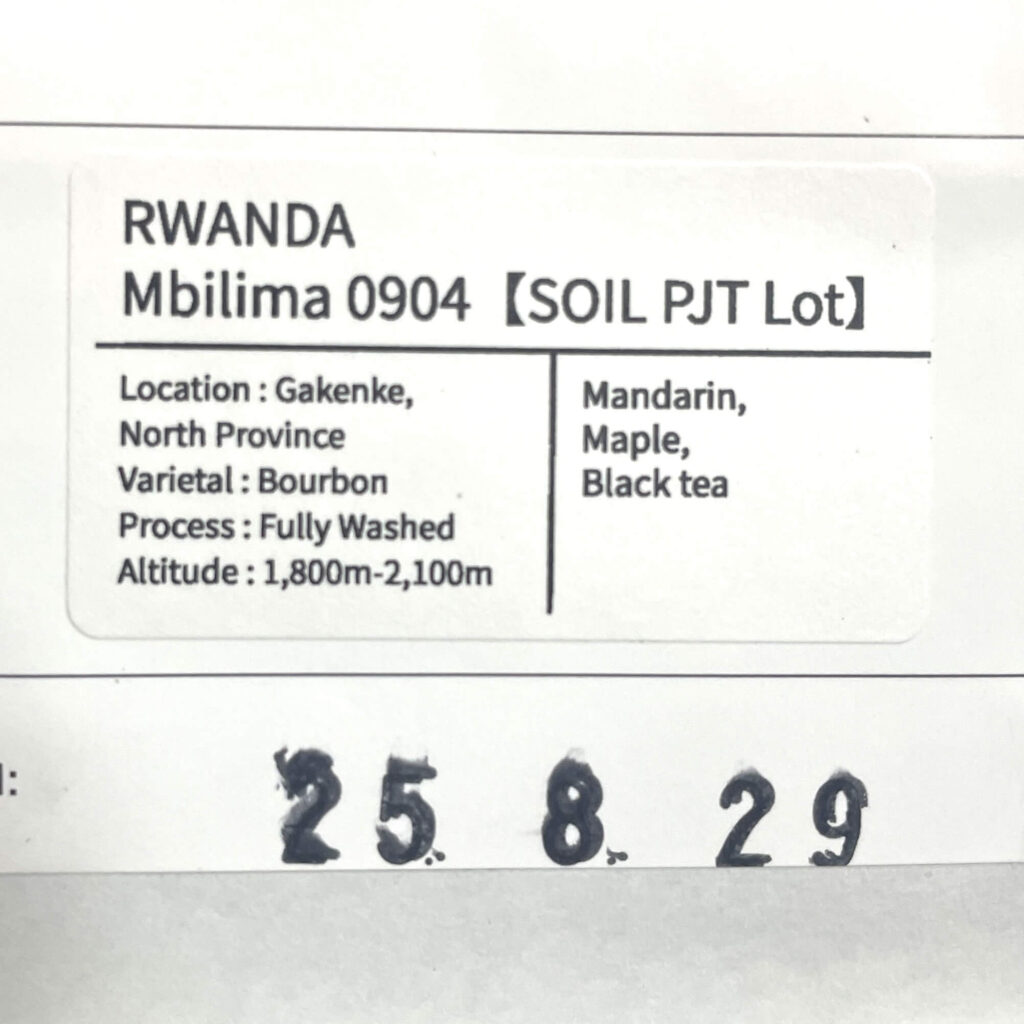 RWANDA
Mbilima 0904【SOIL PJT Lot】
Location : Gakenke,
North Province
Varietal : Bourbon
Process : Fully Washed
Altitude : 1,800m-2,100m
Mandarin,
Maple,
Black tea
25. 8. 29